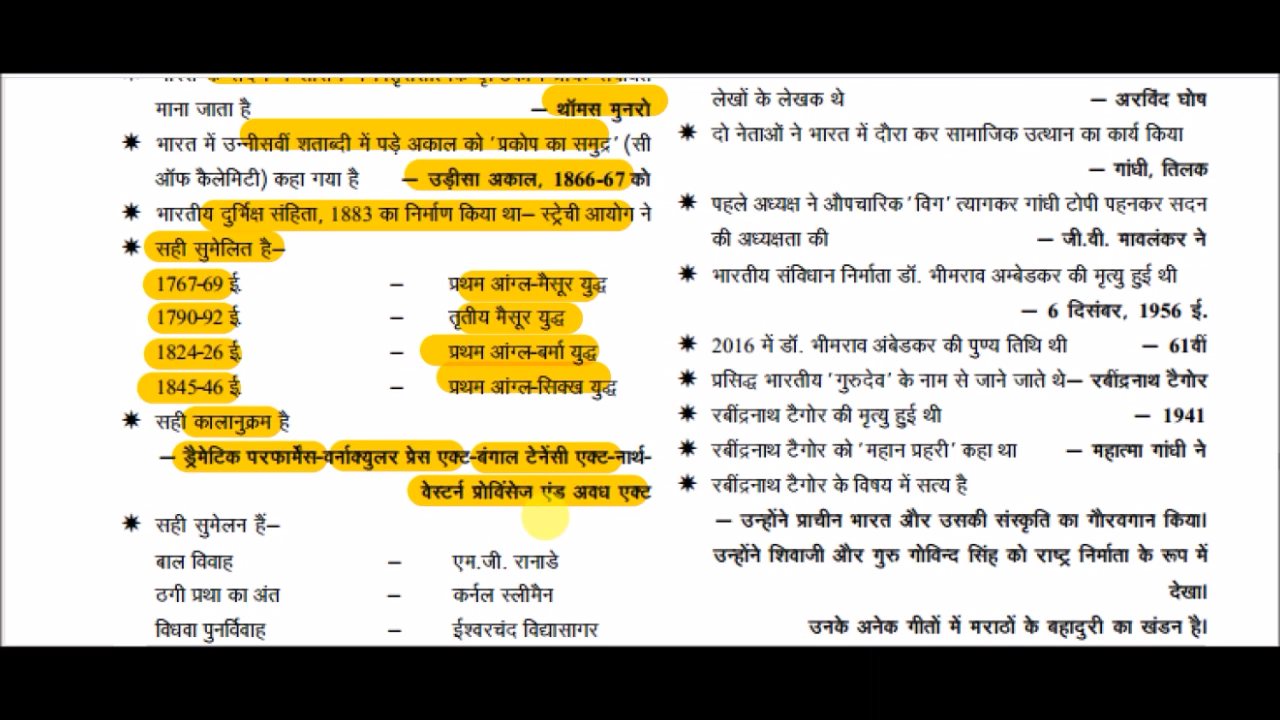 माना जाता है – थॉमस मुनरो
✷ भारत में उन्नीसवीं शताब्दी में पड़े अकाल को 'प्रकोप का समुद्र' (सी
ऑफ कैलेमिटी) कहा गया है – उड़ीसा अकाल, 1866-67 को
✷ भारतीय दुर्भिक्ष संहिता, 1883 का निर्माण किया था– स्ट्रेची आयोग ने
✷ सही सुमेलित है–
1767-69 ई. – प्रथम आंग्ल-मैसूर युद्ध
1790-92 ई. – तृतीय मैसूर युद्ध
1824-26 ई. – प्रथम आंग्ल-बर्मा युद्ध
1845-46 ई. – प्रथम आंग्ल-सिक्ख युद्ध
✷ सही कालानुक्रम है
– ड्रैमेटिक परफार्मेंस-वर्नाक्युलर प्रेस एक्ट-बंगाल टेनेंसी एक्ट-नार्थ-
वेस्टर्न प्रोविंसेज एंड अवध एक्ट
✷ सही सुमेलन हैं–
बाल विवाह – एम.जी. रानाडे
ठगी प्रथा का अंत – कर्नल स्लीमैन
विधवा पुनर्विवाह – ईश्वरचंद विद्यासागर
लेखों के लेखक थे – अरविंद घोष
✷ दो नेताओं ने भारत में दौरा कर सामाजिक उत्थान का कार्य किया
– गांधी, तिलक
✷ पहले अध्यक्ष ने औपचारिक 'विग' त्यागकर गांधी टोपी पहनकर सदन
की अध्यक्षता की – जी.वी. मावलंकर ने
✷ भारतीय संविधान निर्माता डॉ. भीमराव अम्बेडकर की मृत्यु हुई थी
– 6 दिसंबर, 1956 ई.
✷ 2016 में डॉ. भीमराव अंबेडकर की पुण्य तिथि थी – 61वीं
✷ प्रसिद्ध भारतीय 'गुरुदेव' के नाम से जाने जाते थे– रबींद्रनाथ टैगोर
✷ रबींद्रनाथ टैगोर की मृत्यु हुई थी – 1941
✷ रबींद्रनाथ टैगोर को 'महान प्रहरी' कहा था – महात्मा गांधी ने
✷ रबींद्रनाथ टैगोर के विषय में सत्य है
– उन्होंने प्राचीन भारत और उसकी संस्कृति का गौरवगान किया।
उन्होंने शिवाजी और गुरु गोविन्द सिंह को राष्ट्र निर्माता के रूप में
देखा।
उनके अनेक गीतों में मराठों के बहादुरी का खंडन है।